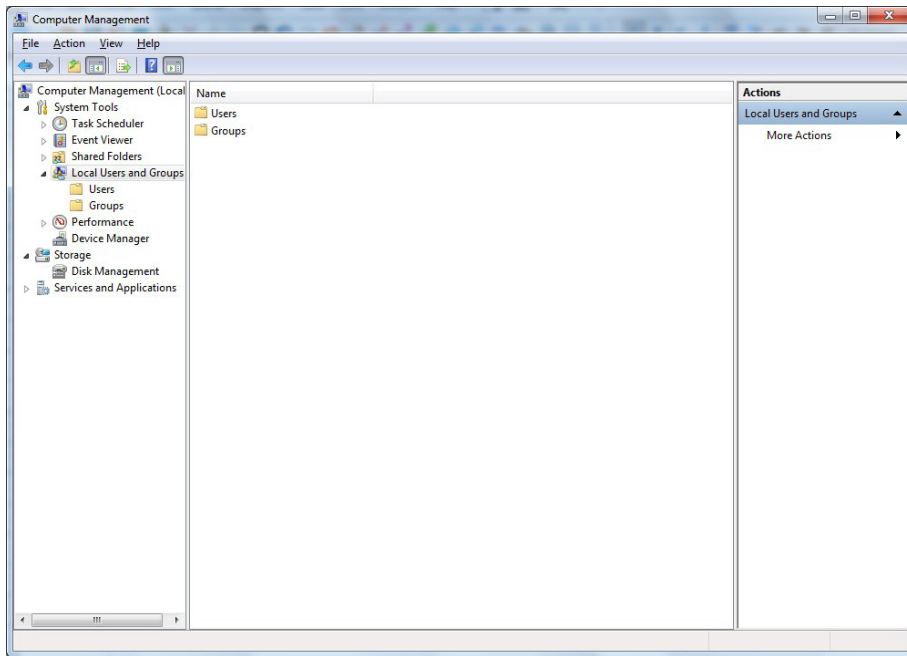 Computer Management
File Action View Help
Computer Management (Local
System Tools
Task Scheduler
Event Viewer
Shared Folders
Local Users and Groups
Users
Groups
Performance
Device Manager
Storage
Disk Management
Services and Applications
Name
Users
Groups
Actions
Local Users and Groups
More Actions